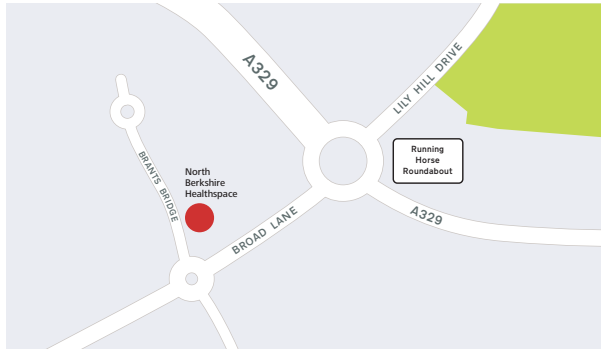 A329
LILY HILL DRIVE
Running
Horse
Roundabout
BRANTS BRIDGE
North
Berkshire
Healthspace
A329
BROAD LANE